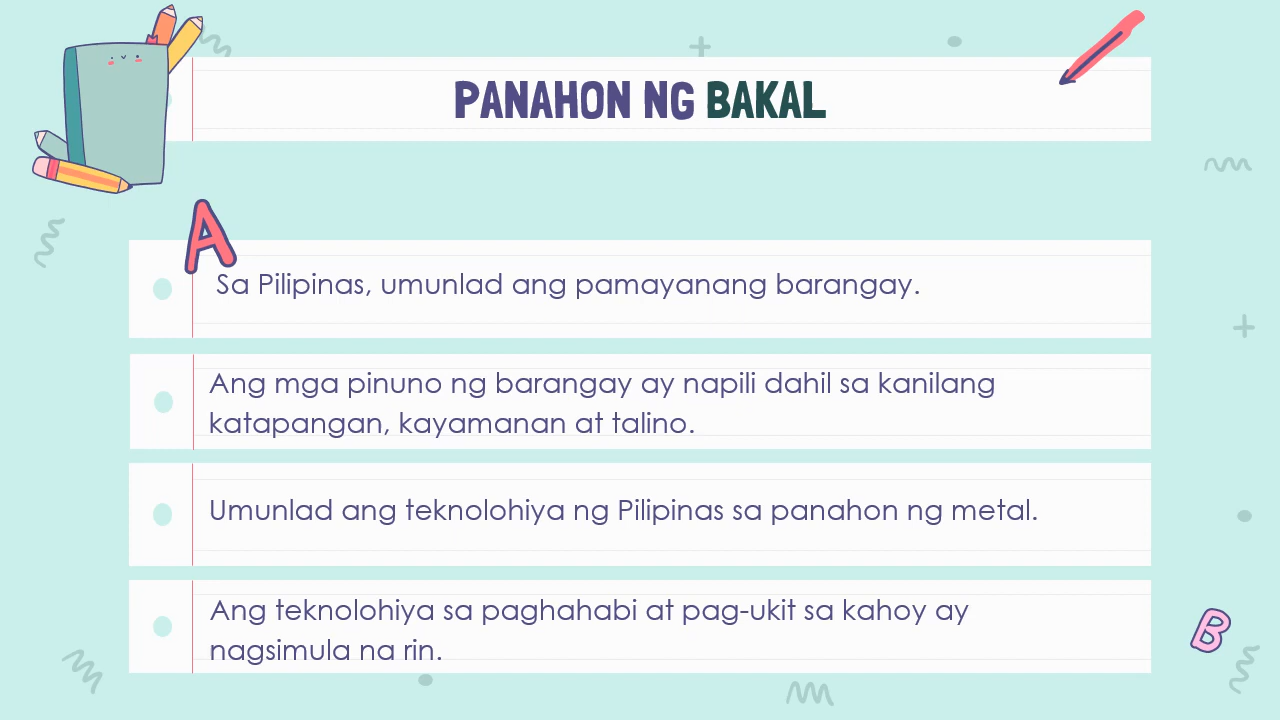 PANAHON NG BAKAL
A
Sa Pilipinas, umunlad ang pamayanang barangay.
Ang mga pinuno ng barangay ay napili dahil sa kanilang
katapangan, kayamanan at talino.
Umunlad ang teknolohiya ng Pilipinas sa panahon ng metal.
Ang teknolohiya sa paghahabi at pag-ukit sa kahoy ay
nagsimula na rin.
B